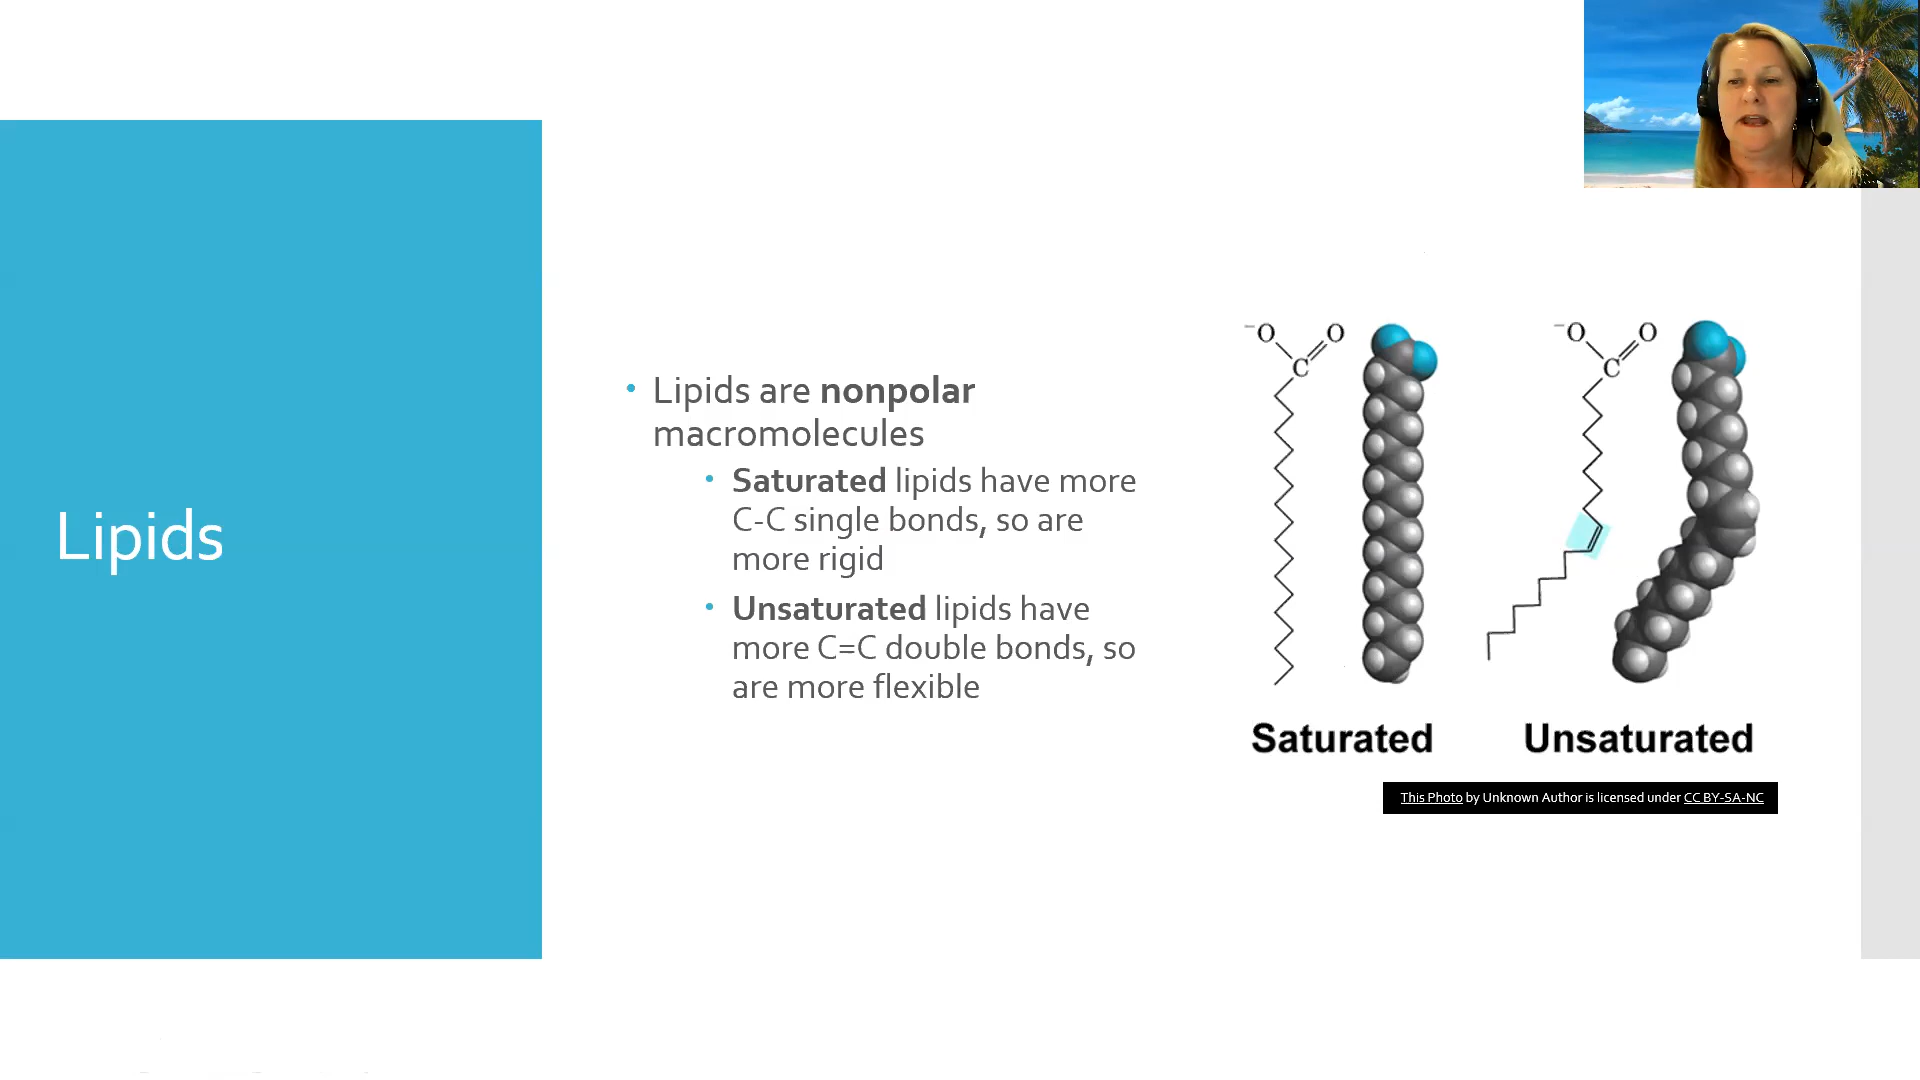 Lipids
• Lipids are nonpolar
macromolecules
• Saturated lipids have more
C-C single bonds, so are
more rigid
• Unsaturated lipids have
more C=C double bonds, so
are more flexible
⁻O O
C
⁻O O
C
Saturated
Unsaturated
This Photo by Unknown Author is licensed under CC BY-SA-NC